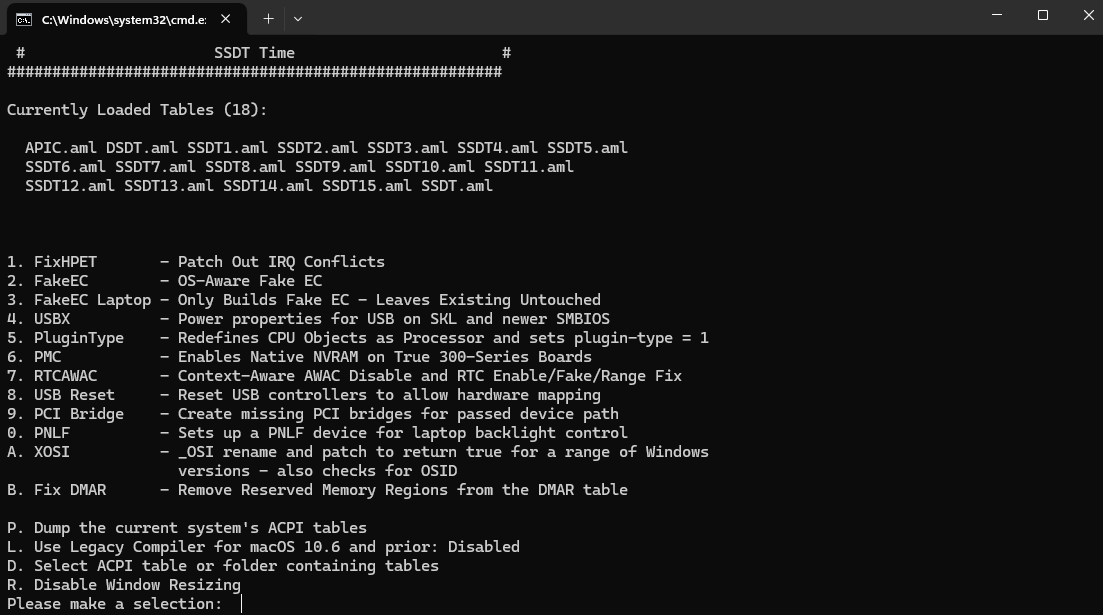 C:\Windows\system32\cmd.e:
# SSDT Time #
#######################################################
Currently Loaded Tables (18):
APIC.aml DSDT.aml SSDT1.aml SSDT2.aml SSDT3.aml SSDT4.aml SSDT5.aml
SSDT6.aml SSDT7.aml SSDT8.aml SSDT9.aml SSDT10.aml SSDT11.aml
SSDT12.aml SSDT13.aml SSDT14.aml SSDT15.aml SSDT.aml
1. FixHPET - Patch Out IRQ Conflicts
2. FakeEC - OS-Aware Fake EC
3. FakeEC Laptop - Only Builds Fake EC - Leaves Existing Untouched
4. USBX - Power properties for USB on SKL and newer SMBIOS
5. PluginType - Redefines CPU Objects as Processor and sets plugin-type = 1
6. PMC - Enables Native NVRAM on True 300-Series Boards
7. RTCAWAC - Context-Aware AWAC Disable and RTC Enable/Fake/Range Fix
8. USB Reset - Reset USB controllers to allow hardware mapping
9. PCI Bridge - Create missing PCI bridges for passed device path
0. PNLF - Sets up a PNLF device for laptop backlight control
A. XOSI - _OSI rename and patch to return true for a range of Windows
versions - also checks for OSID
B. Fix DMAR - Remove Reserved Memory Regions from the DMAR table
P. Dump the current system's ACPI tables
L. Use Legacy Compiler for macOS 10.6 and prior: Disabled
D. Select ACPI table or folder containing tables
R. Disable Window Resizing
Please make a selection: